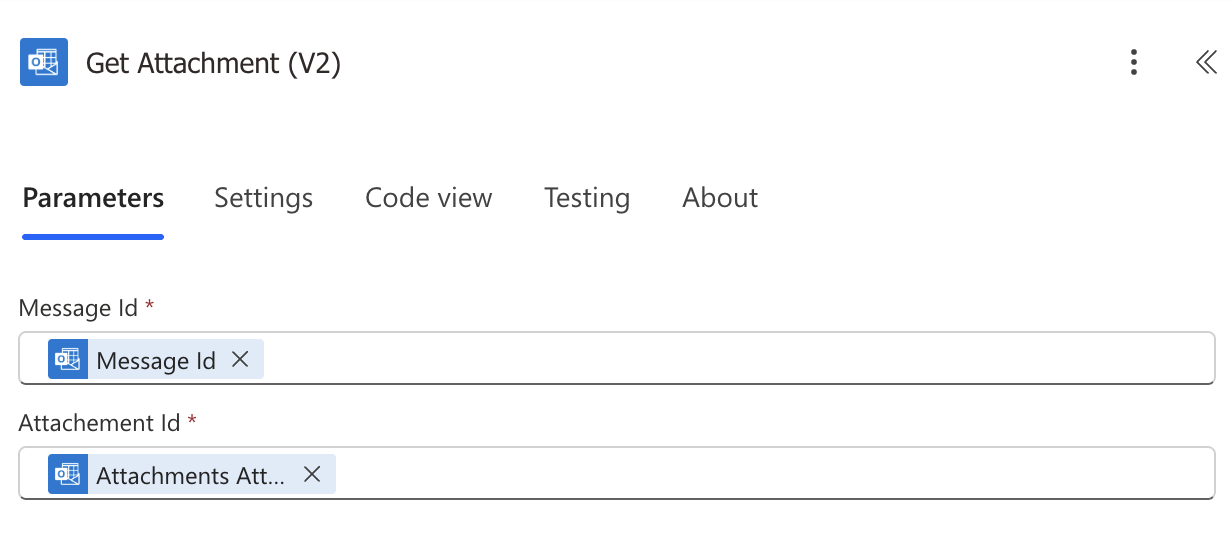 Get Attachment (V2)
Parameters Settings Code view Testing About
Message Id *
Message Id
Attachement Id *
Attachments Att...